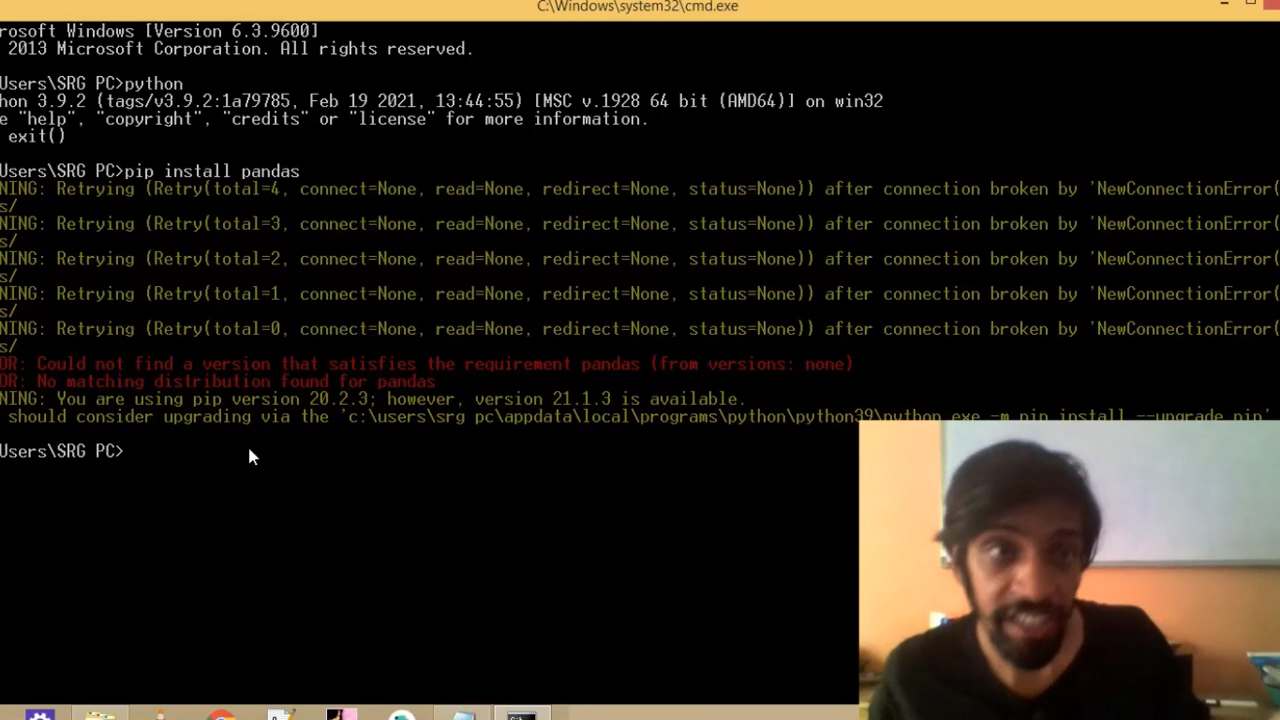 C:\Windows\system32\cmd.exe
rosoft Windows [Version 6.3.9600]
2013 Microsoft Corporation. All rights reserved.
Users\SRG PC>python
hon 3.9.2 (tags/v3.9.2:1a79785, Feb 19 2021, 13:44:55) [MSC v.1928 64 bit (AMD64)] on win32
e "help", "copyright", "credits" or "license" for more information.
exit()
Users\SRG PC>pip install pandas
NING: Retrying (Retry(total=4, connect=None, read=None, redirect=None, status=None)) after connection broken by 'NewConnectionError(
s/
NING: Retrying (Retry(total=3, connect=None, read=None, redirect=None, status=None)) after connection broken by 'NewConnectionError(
s/
NING: Retrying (Retry(total=2, connect=None, read=None, redirect=None, status=None)) after connection broken by 'NewConnectionError(
s/
NING: Retrying (Retry(total=1, connect=None, read=None, redirect=None, status=None)) after connection broken by 'NewConnectionError(
s/
NING: Retrying (Retry(total=0, connect=None, read=None, redirect=None, status=None)) after connection broken by 'NewConnectionError(
s/
OR: Could not find a version that satisfies the requirement pandas (from versions: none)
OR: No matching distribution found for pandas
NING: You are using pip version 20.2.3; however, version 21.1.3 is available.
should consider upgrading via the 'c:\users\srg pc\appdata\local\programs\python\python39\python.exe -m pip install --upgrade pip'
Users\SRG PC>